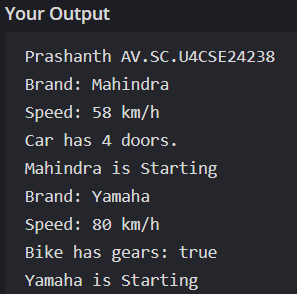 Your Output
Prashanth AV.SC.U4CSE24238
Brand: Mahindra
Speed: 58 km/h
Car has 4 doors.
Mahindra is Starting
Brand: Yamaha
Speed: 80 km/h
Bike has gears: true
Yamaha is Starting